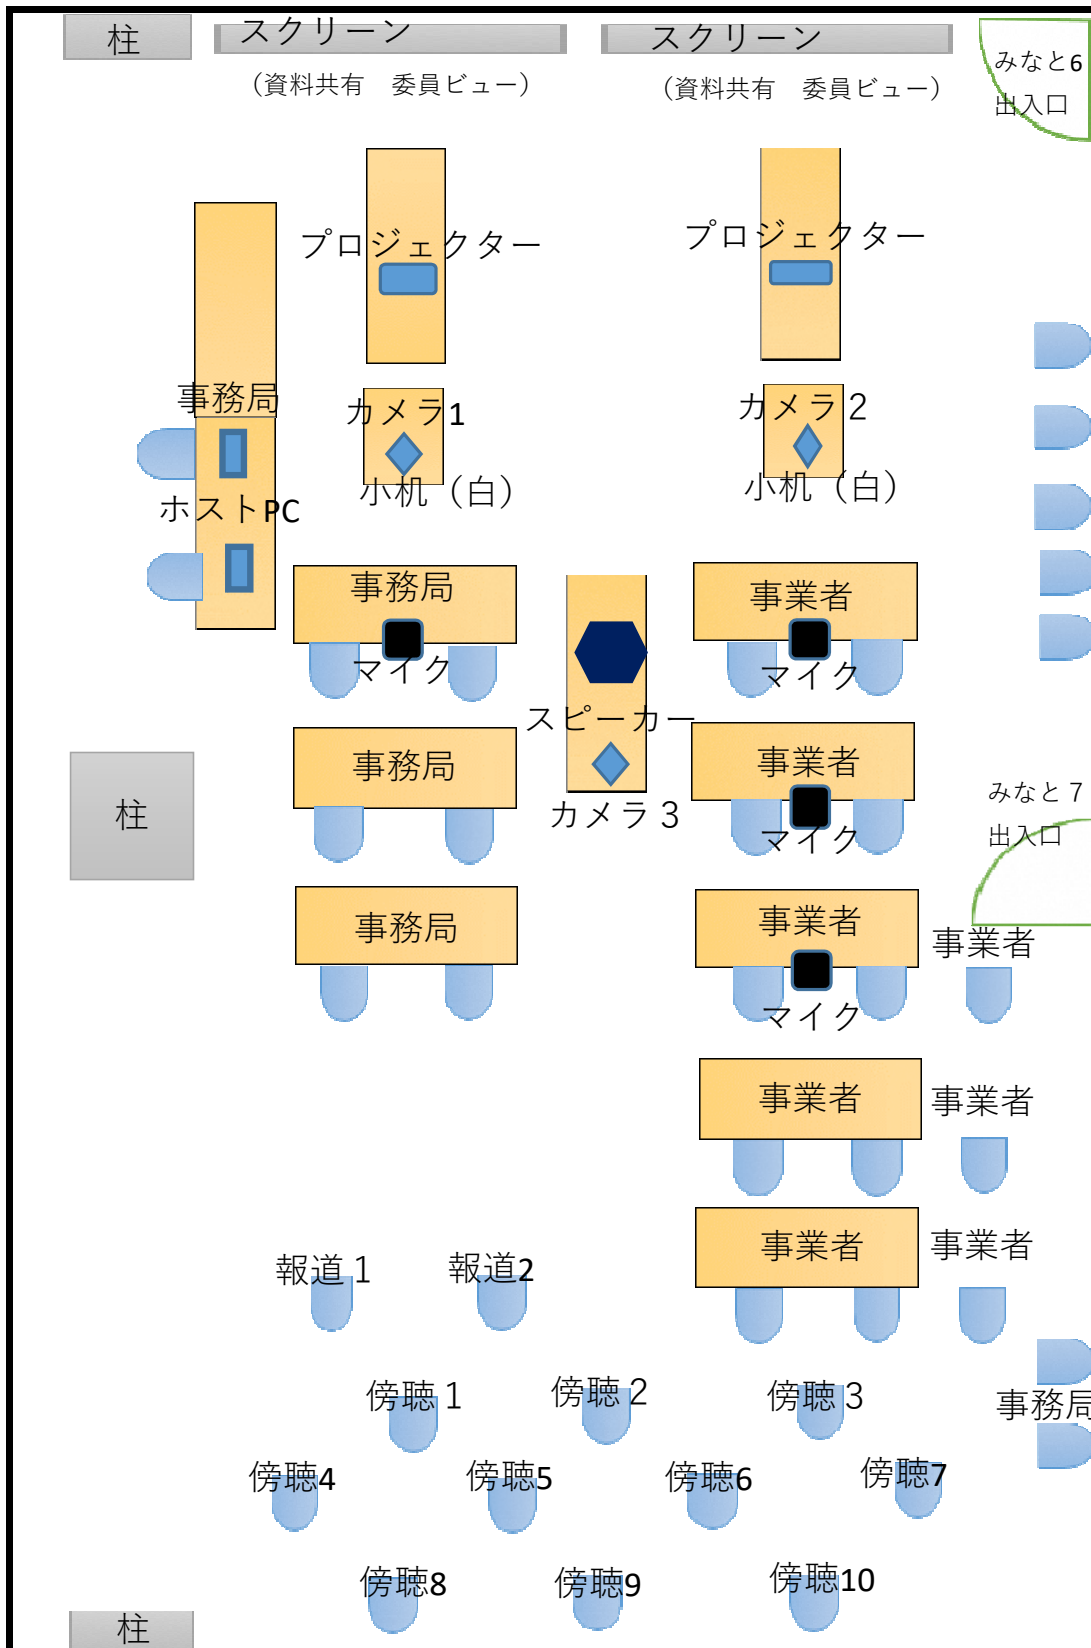 柱
スクリーン
スクリーン
（資料共有　委員ビュー）
（資料共有　委員ビュー）
みなと6
出入口
プロジェクター
プロジェクター
事務局
カメラ1
カメラ２
小机（白）
小机（白）
ホストPC
事務局
事業者
マイク
マイク
スピーカー
事務局
事業者
カメラ３
マイク
柱
みなと７
出入口
事務局
事業者
事業者
マイク
事業者
事業者
事業者
事業者
報道１
報道2
傍聴１
傍聴２
傍聴３
事務局
傍聴4
傍聴5
傍聴6
傍聴7
傍聴8
傍聴9
傍聴10
柱